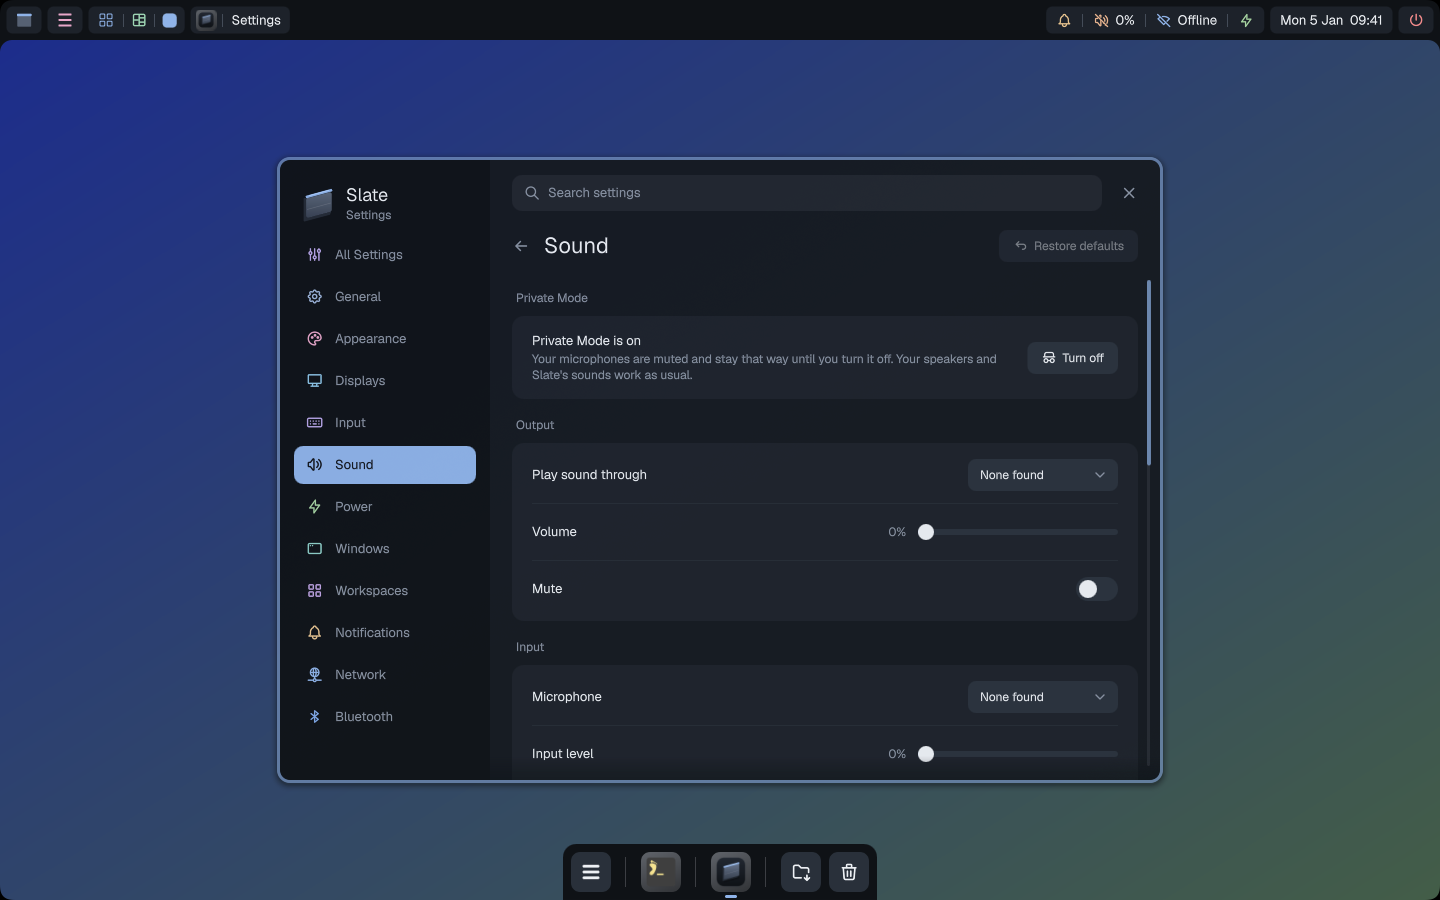 Settings
0%
Offline
Mon 5 Jan 09:41
Slate
Settings
Search settings
Sound
Restore defaults
All Settings
General
Appearance
Displays
Input
Sound
Power
Windows
Workspaces
Notifications
Network
Bluetooth
Private Mode
Private Mode is on
Your microphones are muted and stay that way until you turn it off. Your speakers and
Slate's sounds work as usual.
Turn off
Output
Play sound through
None found
Volume
0%
Mute
Input
Microphone
None found
Input level
0%